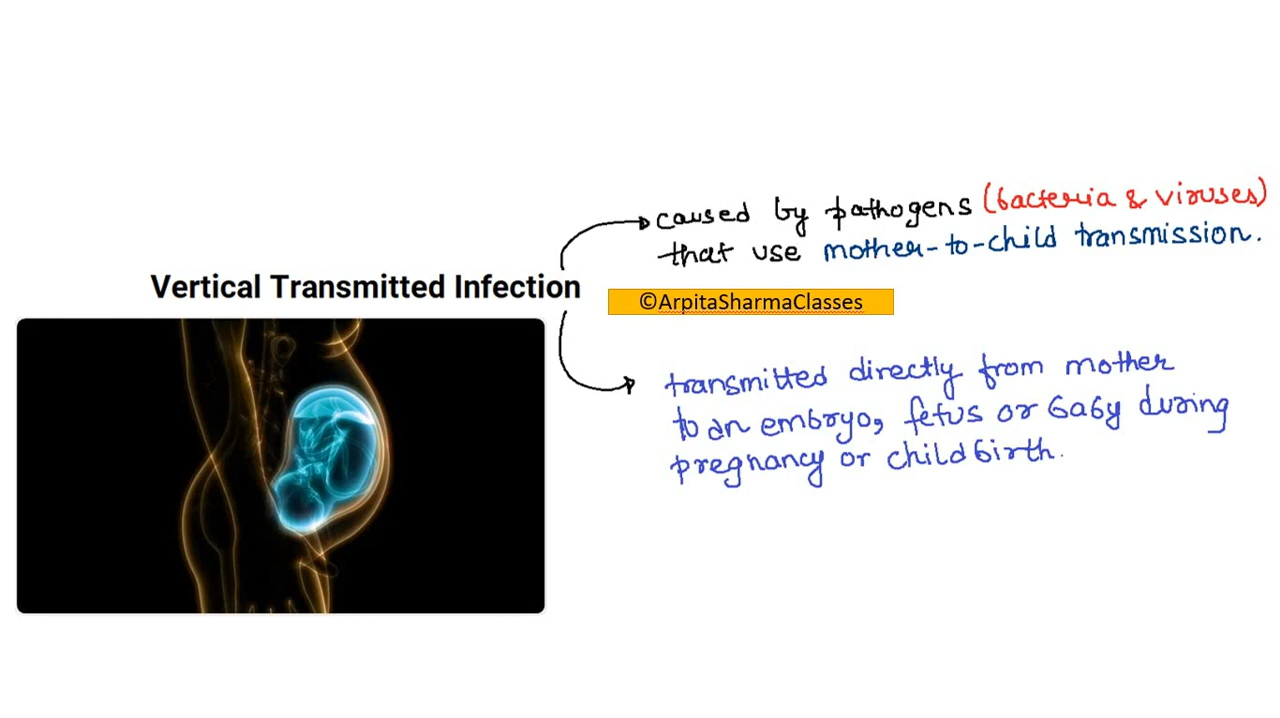 caused by pathogens (bacteria & viruses)
that use mother-to-child transmission.
Vertical Transmitted Infection
©ArpitaSharmaClasses
transmitted directly from mother
to an embryo, fetus or baby during
pregnancy or childbirth.